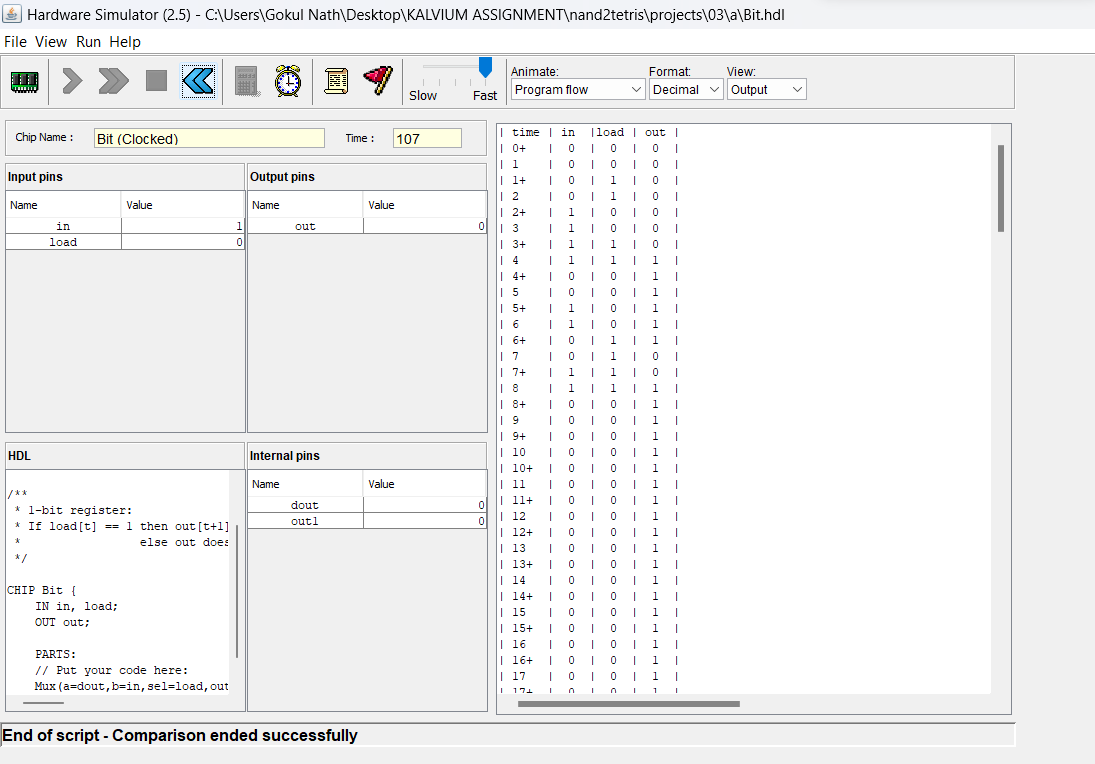 Hardware Simulator (2.5) - C:\Users\Gokul Nath\Desktop\KALVIUM ASSIGNMENT\nand2tetris\projects\03\a\Bit.hdl
File View Run Help
Slow Fast
Animate: Format: View:
Program flow Decimal Output
Chip Name : Bit (Clocked) Time : 107
Input pins
Name Value
in 1
load 0
Output pins
Name Value
out 0
HDL
/**
* 1-bit register:
* If load[t] == 1 then out[t+1]
* else out does
*/
CHIP Bit {
IN in, load;
OUT out;
PARTS:
// Put your code here:
Mux(a=dout,b=in,sel=load,out
Internal pins
Name Value
dout 0
out1 0
| time | in |load | out |
| 0+ | 0 | 0 | 0 |
| 1 | 0 | 0 | 0 |
| 1+ | 0 | 1 | 0 |
| 2 | 0 | 1 | 0 |
| 2+ | 1 | 0 | 0 |
| 3 | 1 | 0 | 0 |
| 3+ | 1 | 1 | 0 |
| 4 | 1 | 1 | 1 |
| 4+ | 0 | 0 | 1 |
| 5 | 0 | 0 | 1 |
| 5+ | 1 | 0 | 1 |
| 6 | 1 | 0 | 1 |
| 6+ | 0 | 1 | 1 |
| 7 | 0 | 1 | 0 |
| 7+ | 1 | 1 | 0 |
| 8 | 1 | 1 | 1 |
| 8+ | 0 | 0 | 1 |
| 9 | 0 | 0 | 1 |
| 9+ | 0 | 0 | 1 |
| 10 | 0 | 0 | 1 |
| 10+ | 0 | 0 | 1 |
| 11 | 0 | 0 | 1 |
| 11+ | 0 | 0 | 1 |
| 12 | 0 | 0 | 1 |
| 12+ | 0 | 0 | 1 |
| 13 | 0 | 0 | 1 |
| 13+ | 0 | 0 | 1 |
| 14 | 0 | 0 | 1 |
| 14+ | 0 | 0 | 1 |
| 15 | 0 | 0 | 1 |
| 15+ | 0 | 0 | 1 |
| 16 | 0 | 0 | 1 |
| 16+ | 0 | 0 | 1 |
| 17 | 0 | 0 | 1 |
| 17+ | 0 | 0 | 1 |
End of script - Comparison ended successfully